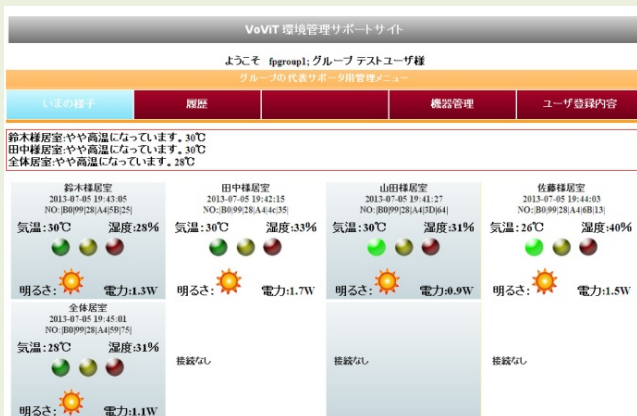 VoViT 環境管理サポートサイト
ようこそ fpgroup1; グループ テストユーザ様
グループの代表サポータ用管理メニュー
いまの様子 履歴 機器管理 ユーザ登録内容
鈴木様居室:やや高温になっています。30℃
田中様居室:やや高温になっています。30℃
全体居室:やや高温になっています。28℃
鈴木様居室
2013-07-05 19:43:05
NO:|B0|99|28|A4|5B|25|
気温:30℃ 湿度:28%
明るさ: 電力:1.3W
田中様居室
2013-07-05 19:42:15
NO:|B0|99|28|A4|4c|35|
気温:30℃ 湿度:33%
明るさ: 電力:1.7W
山田様居室
2013-07-05 19:41:27
NO:|B0|99|28|A4|3D|64|
気温:30℃ 湿度:31%
明るさ: 電力:0.9W
佐藤様居室
2013-07-05 19:44:03
NO:|B0|99|28|A4|6B|13|
気温:26℃ 湿度:40%
明るさ: 電力:1.5W
全体居室
2013-07-05 19:45:01
NO:|B0|99|28|A4|59|75|
気温:28℃ 湿度:31%
明るさ: 電力:1.1W
接続なし
接続なし
接続なし